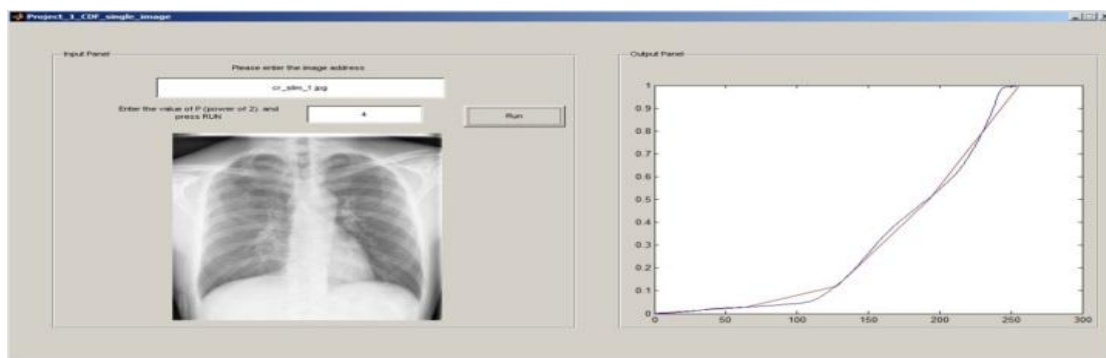 Project_1_CDF_single_image
Input Panel
Please enter the image address
cr_slim_1.jpg
Enter the value of P (power of 2) and
press RUN
4
Run
Output Panel
1
0.9
0.8
0.7
0.6
0.5
0.4
0.3
0.2
0.1
0
0 50 100 150 200 250 300